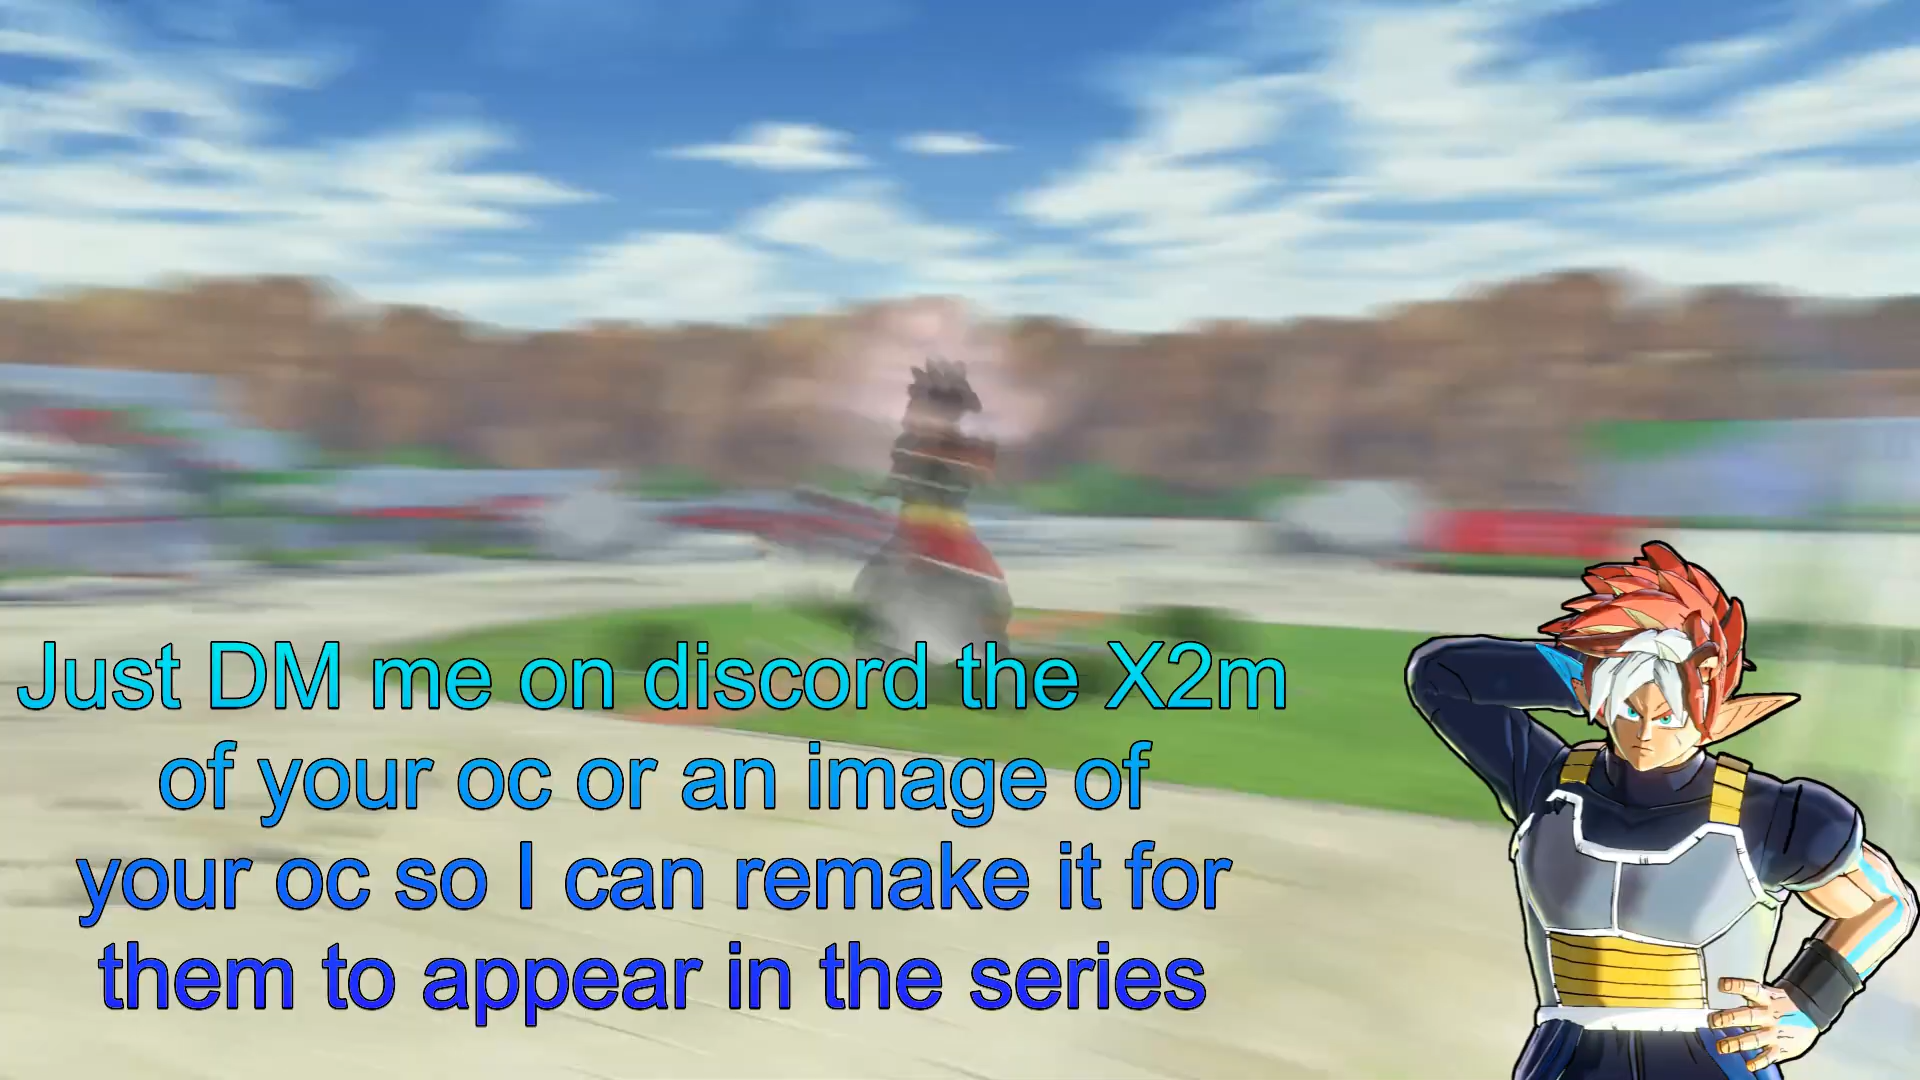 Just DM me on discord the X2m
of your oc or an image of
your oc so I can remake it for
them to appear in the series